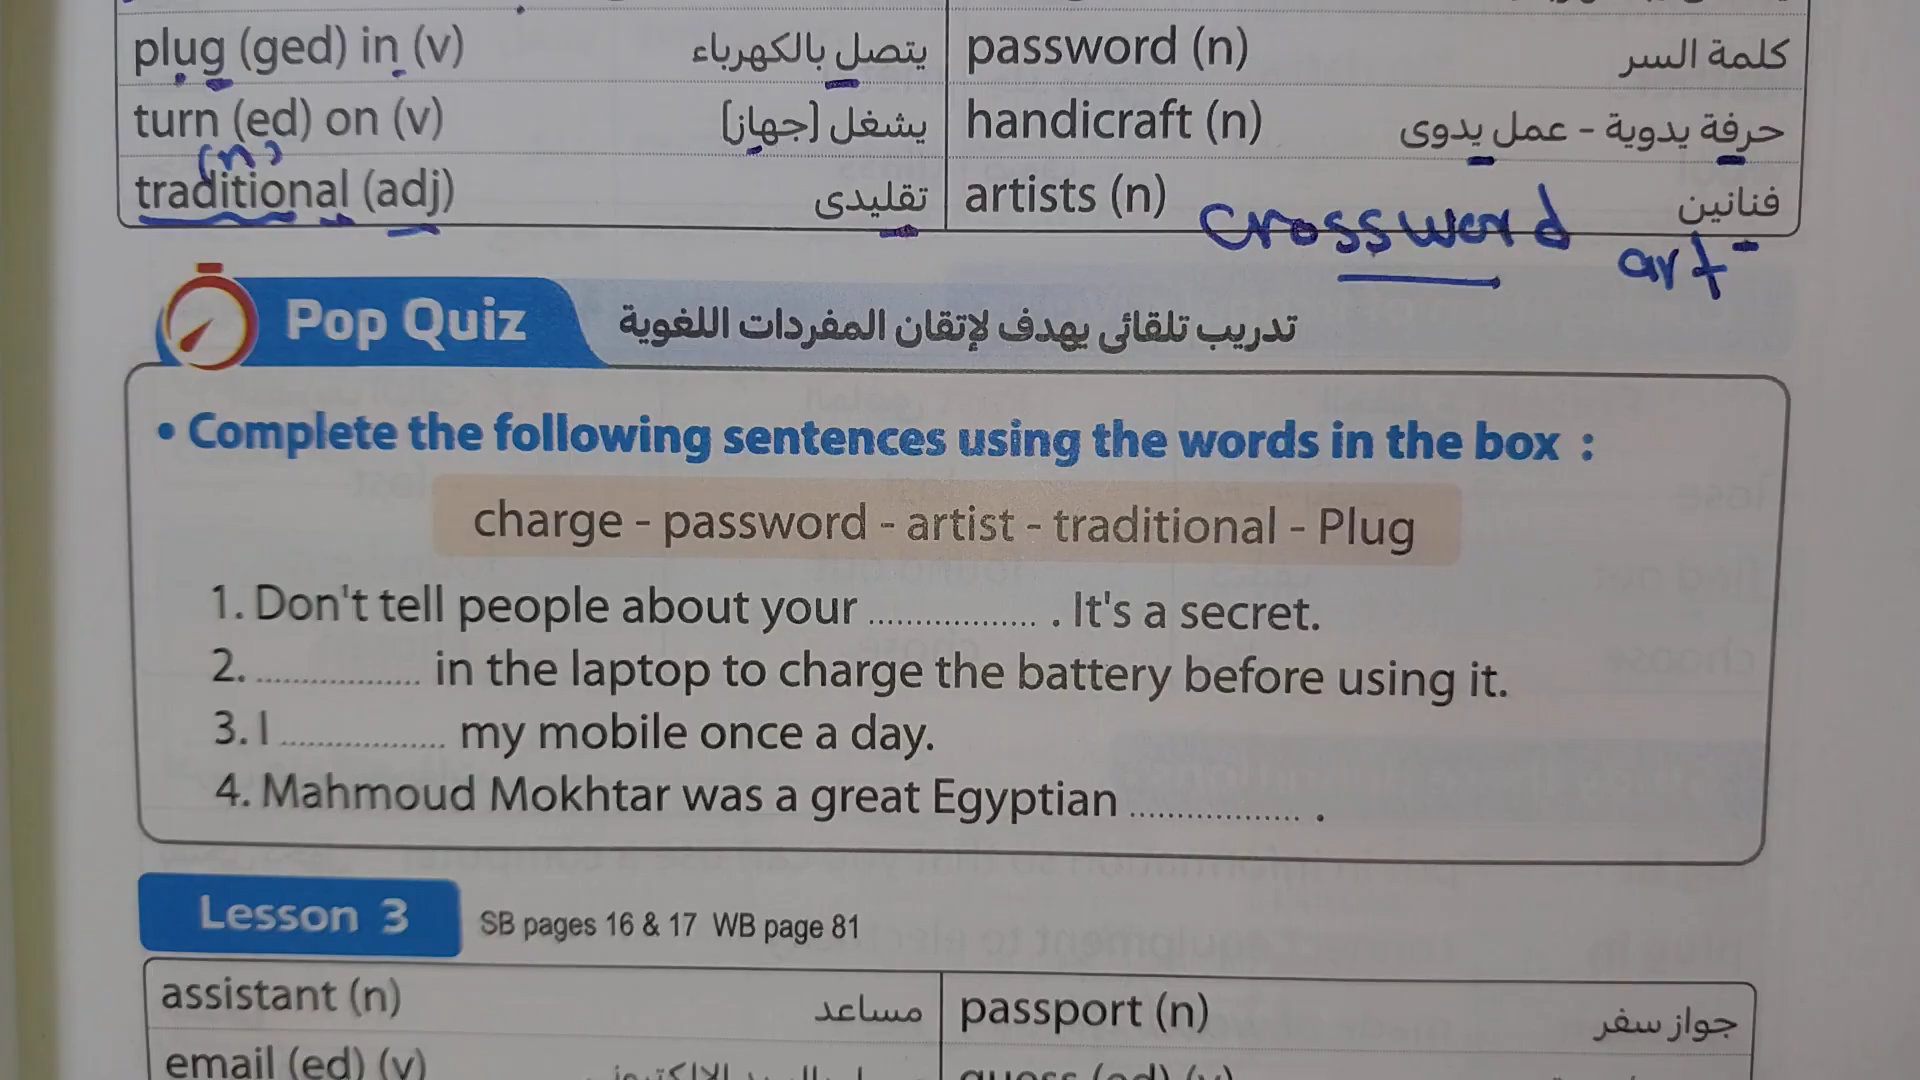 plug (ged) in (v) يتصل بالكهرباء password (n) كلمة السر
turn (ed) on (v) يشغل [جهاز] handicraft (n) حرفة يدوية - عمل يدوى
(n)
traditional (adj) تقليدى artists (n) فنانين
crossword art
Pop Quiz تدريب تلقائى يهدف لإتقان المفردات اللغوية
• Complete the following sentences using the words in the box :
charge - password - artist - traditional - Plug
1. Don't tell people about your .................. . It's a secret.
2. .................. in the laptop to charge the battery before using it.
3. I .................. my mobile once a day.
4. Mahmoud Mokhtar was a great Egyptian .................. .
Lesson 3 SB pages 16 & 17 WB page 81
assistant (n) مساعد passport (n) جواز سفر
email (ed) (v)